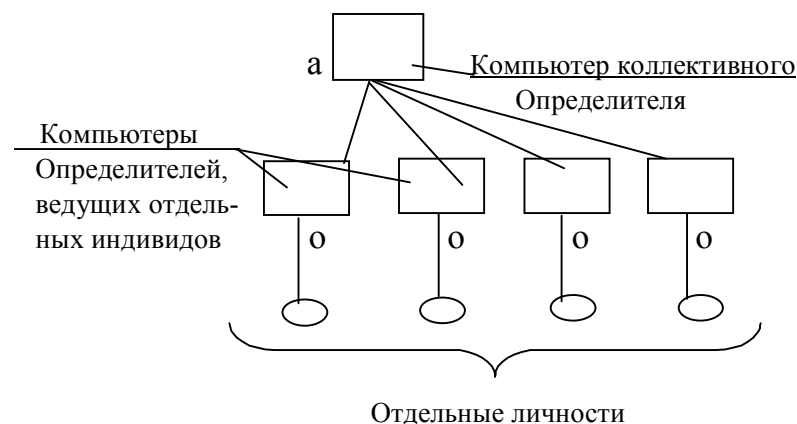 а
Компьютер коллективного
Определителя
Компьютеры
Определителей,
ведущих отдель-
ных индивидов
о о о о
Отдельные личности